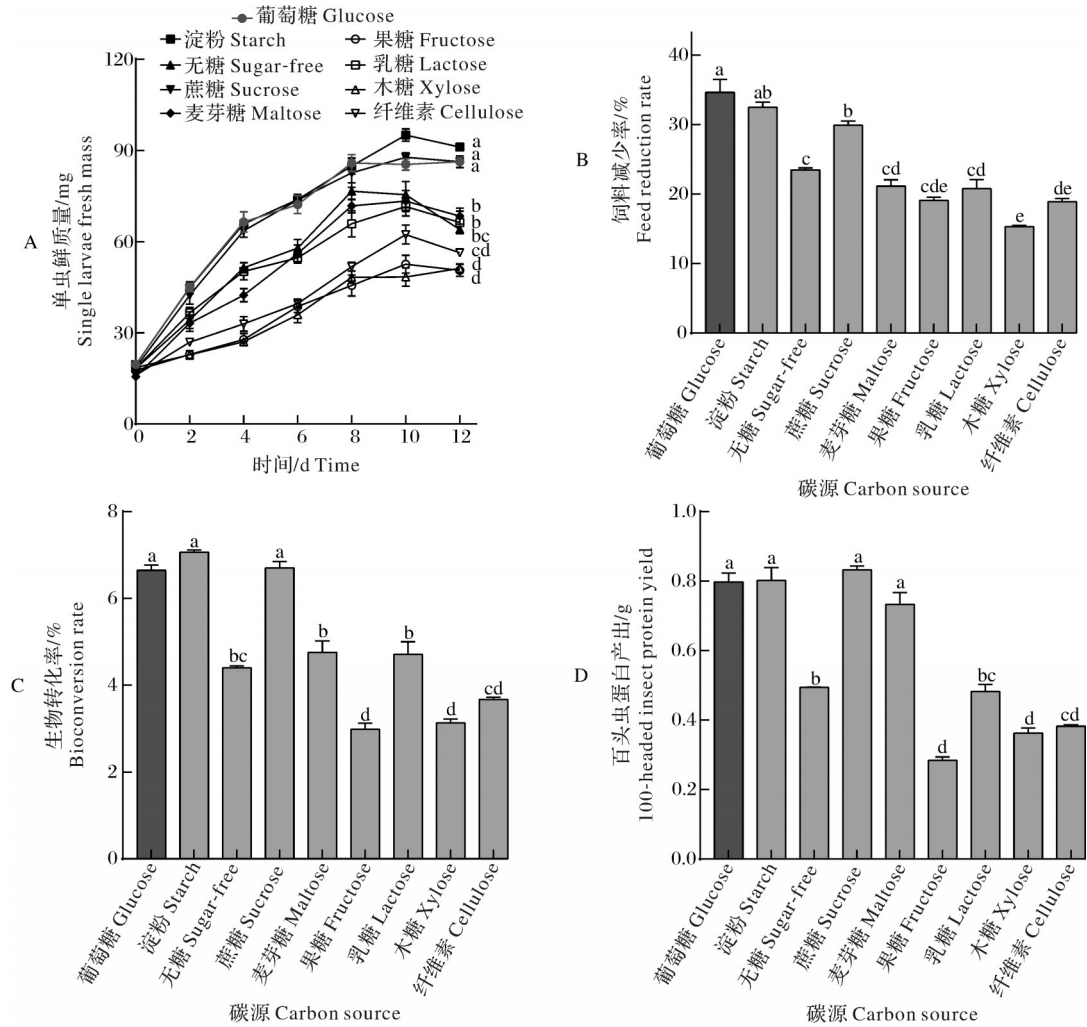 葡萄糖 Glucose
淀粉 Starch
果糖 Fructose
无糖 Sugar-free
乳糖 Lactose
蔗糖 Sucrose
木糖 Xylose
麦芽糖 Maltose
纤维素 Cellulose
A
单虫鲜质量/mg
Single larvae fresh mass
120
90
60
30
0
a
a
a
b
b
bc
cd
d
d
0 2 4 6 8 10 12
时间/d Time
B
饲料减少率/%
Feed reduction rate
40
30
20
10
0
a ab c b cd cde cd e de
葡萄糖 Glucose
淀粉 Starch
无糖 Sugar-free
蔗糖 Sucrose
麦芽糖 Maltose
果糖 Fructose
乳糖 Lactose
木糖 Xylose
纤维素 Cellulose
碳源 Carbon source
C
生物转化率/%
Bioconversion rate
8
6
4
2
0
a a bc a b d b d cd
葡萄糖 Glucose
淀粉 Starch
无糖 Sugar-free
蔗糖 Sucrose
麦芽糖 Maltose
果糖 Fructose
乳糖 Lactose
木糖 Xylose
纤维素 Cellulose
碳源 Carbon source
D
百头虫蛋白产出/g
100-headed insect protein yield
1.0
0.8
0.6
0.4
0.2
0.0
a a b a a d bc d cd
葡萄糖 Glucose
淀粉 Starch
无糖 Sugar-free
蔗糖 Sucrose
麦芽糖 Maltose
果糖 Fructose
乳糖 Lactose
木糖 Xylose
纤维素 Cellulose
碳源 Carbon source